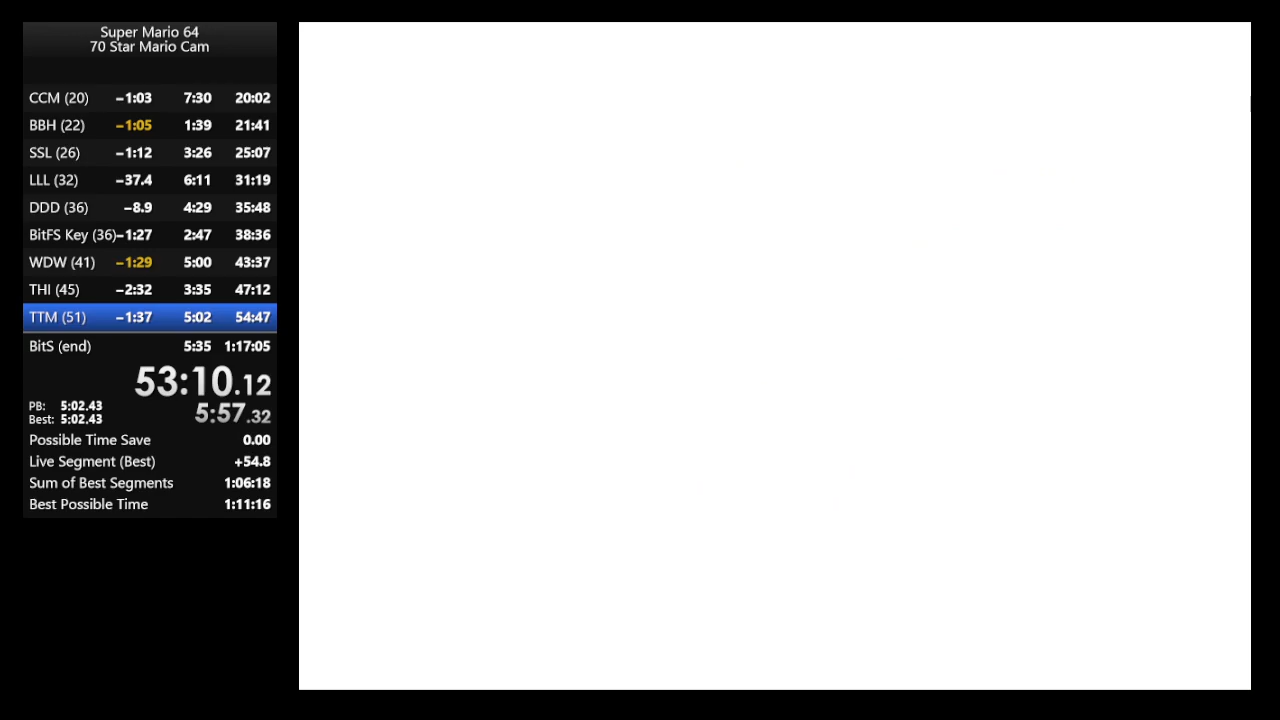 Super Mario 64
70 Star Mario Cam
CCM (20) −1:03 7:30 20:02
BBH (22) −1:05 1:39 21:41
SSL (26) −1:12 3:26 25:07
LLL (32) −37.4 6:11 31:19
DDD (36) −8.9 4:29 35:48
BitFS Key (36) −1:27 2:47 38:36
WDW (41) −1:29 5:00 43:37
THI (45) −2:32 3:35 47:12
TTM (51) −1:37 5:02 54:47
BitS (end) 5:35 1:17:05
53:10.12
PB: 5:02.43 5:57.32
Best: 5:02.43
Possible Time Save 0.00
Live Segment (Best) +54.8
Sum of Best Segments 1:06:18
Best Possible Time 1:11:16